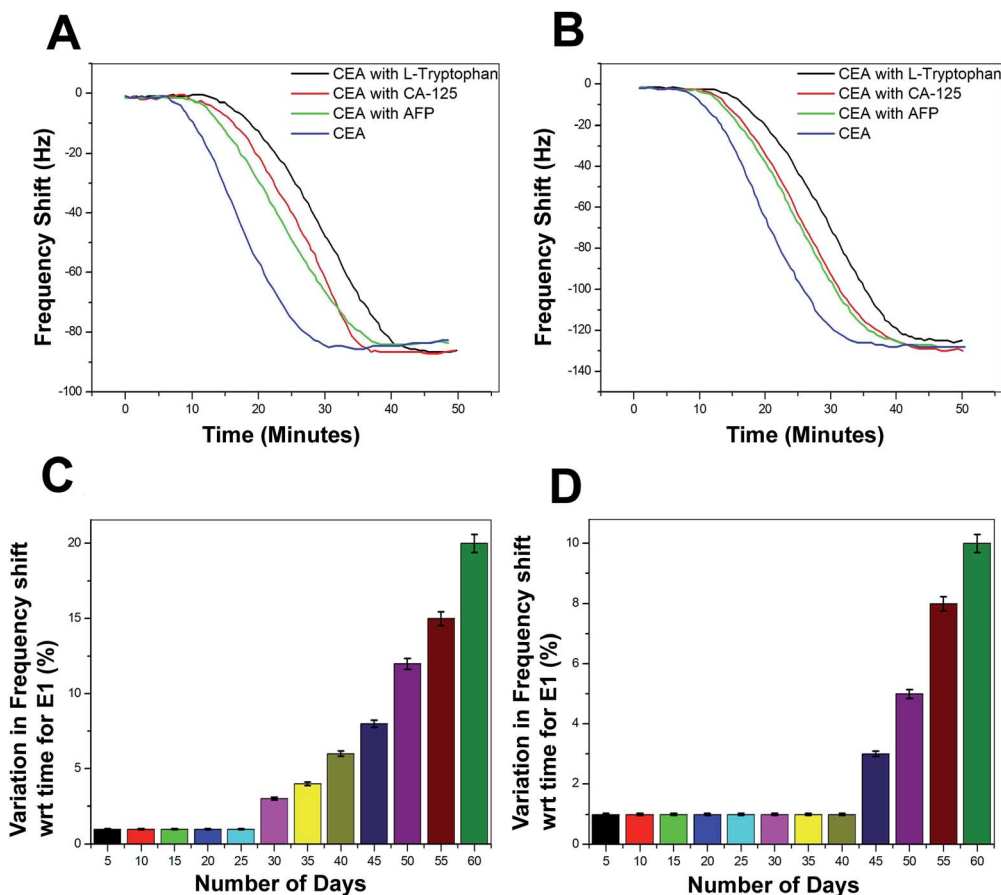 A
CEA with L-Tryptophan
CEA with CA-125
CEA with AFP
CEA
0
-20
-40
-60
-80
-100
Frequency Shift (Hz)
0 10 20 30 40 50
Time (Minutes)
B
CEA with L-Tryptophan
CEA with CA-125
CEA with AFP
CEA
0
-20
-40
-60
-80
-100
-120
-140
Frequency Shift (Hz)
0 10 20 30 40 50
Time (Minutes)
C
20
15
10
5
0
Variation in Frequency shift
wrt time for E1 (%)
5 10 15 20 25 30 35 40 45 50 55 60
Number of Days
D
10
8
6
4
2
0
Variation in Frequency shift
wrt time for E1 (%)
5 10 15 20 25 30 35 40 45 50 55 60
Number of Days